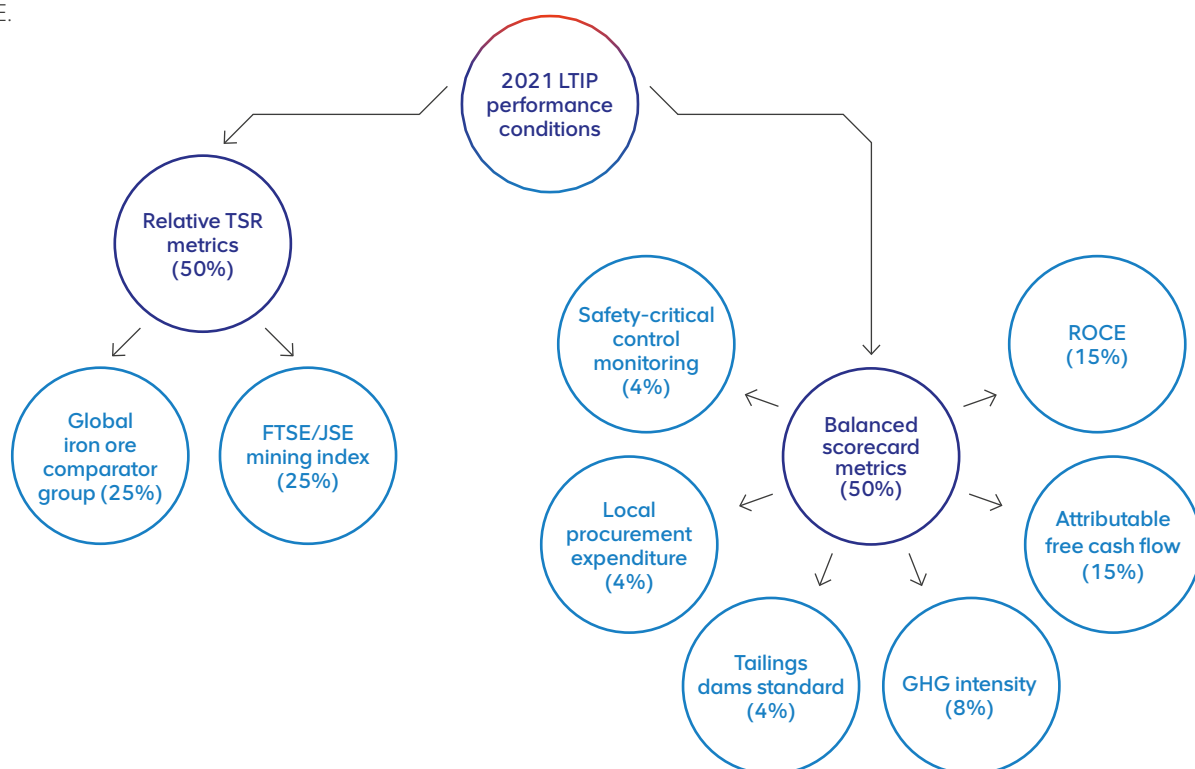 E.
2021 LTIP
performance
conditions
Relative TSR
metrics
(50%)
Global
iron ore
comparator
group (25%)
FTSE/JSE
mining index
(25%)
Safety-critical
control
monitoring
(4%)
ROCE
(15%)
Balanced
scorecard
metrics
(50%)
Local
procurement
expenditure
(4%)
Attributable
free cash flow
(15%)
Tailings
dams standard
(4%)
GHG intensity
(8%)